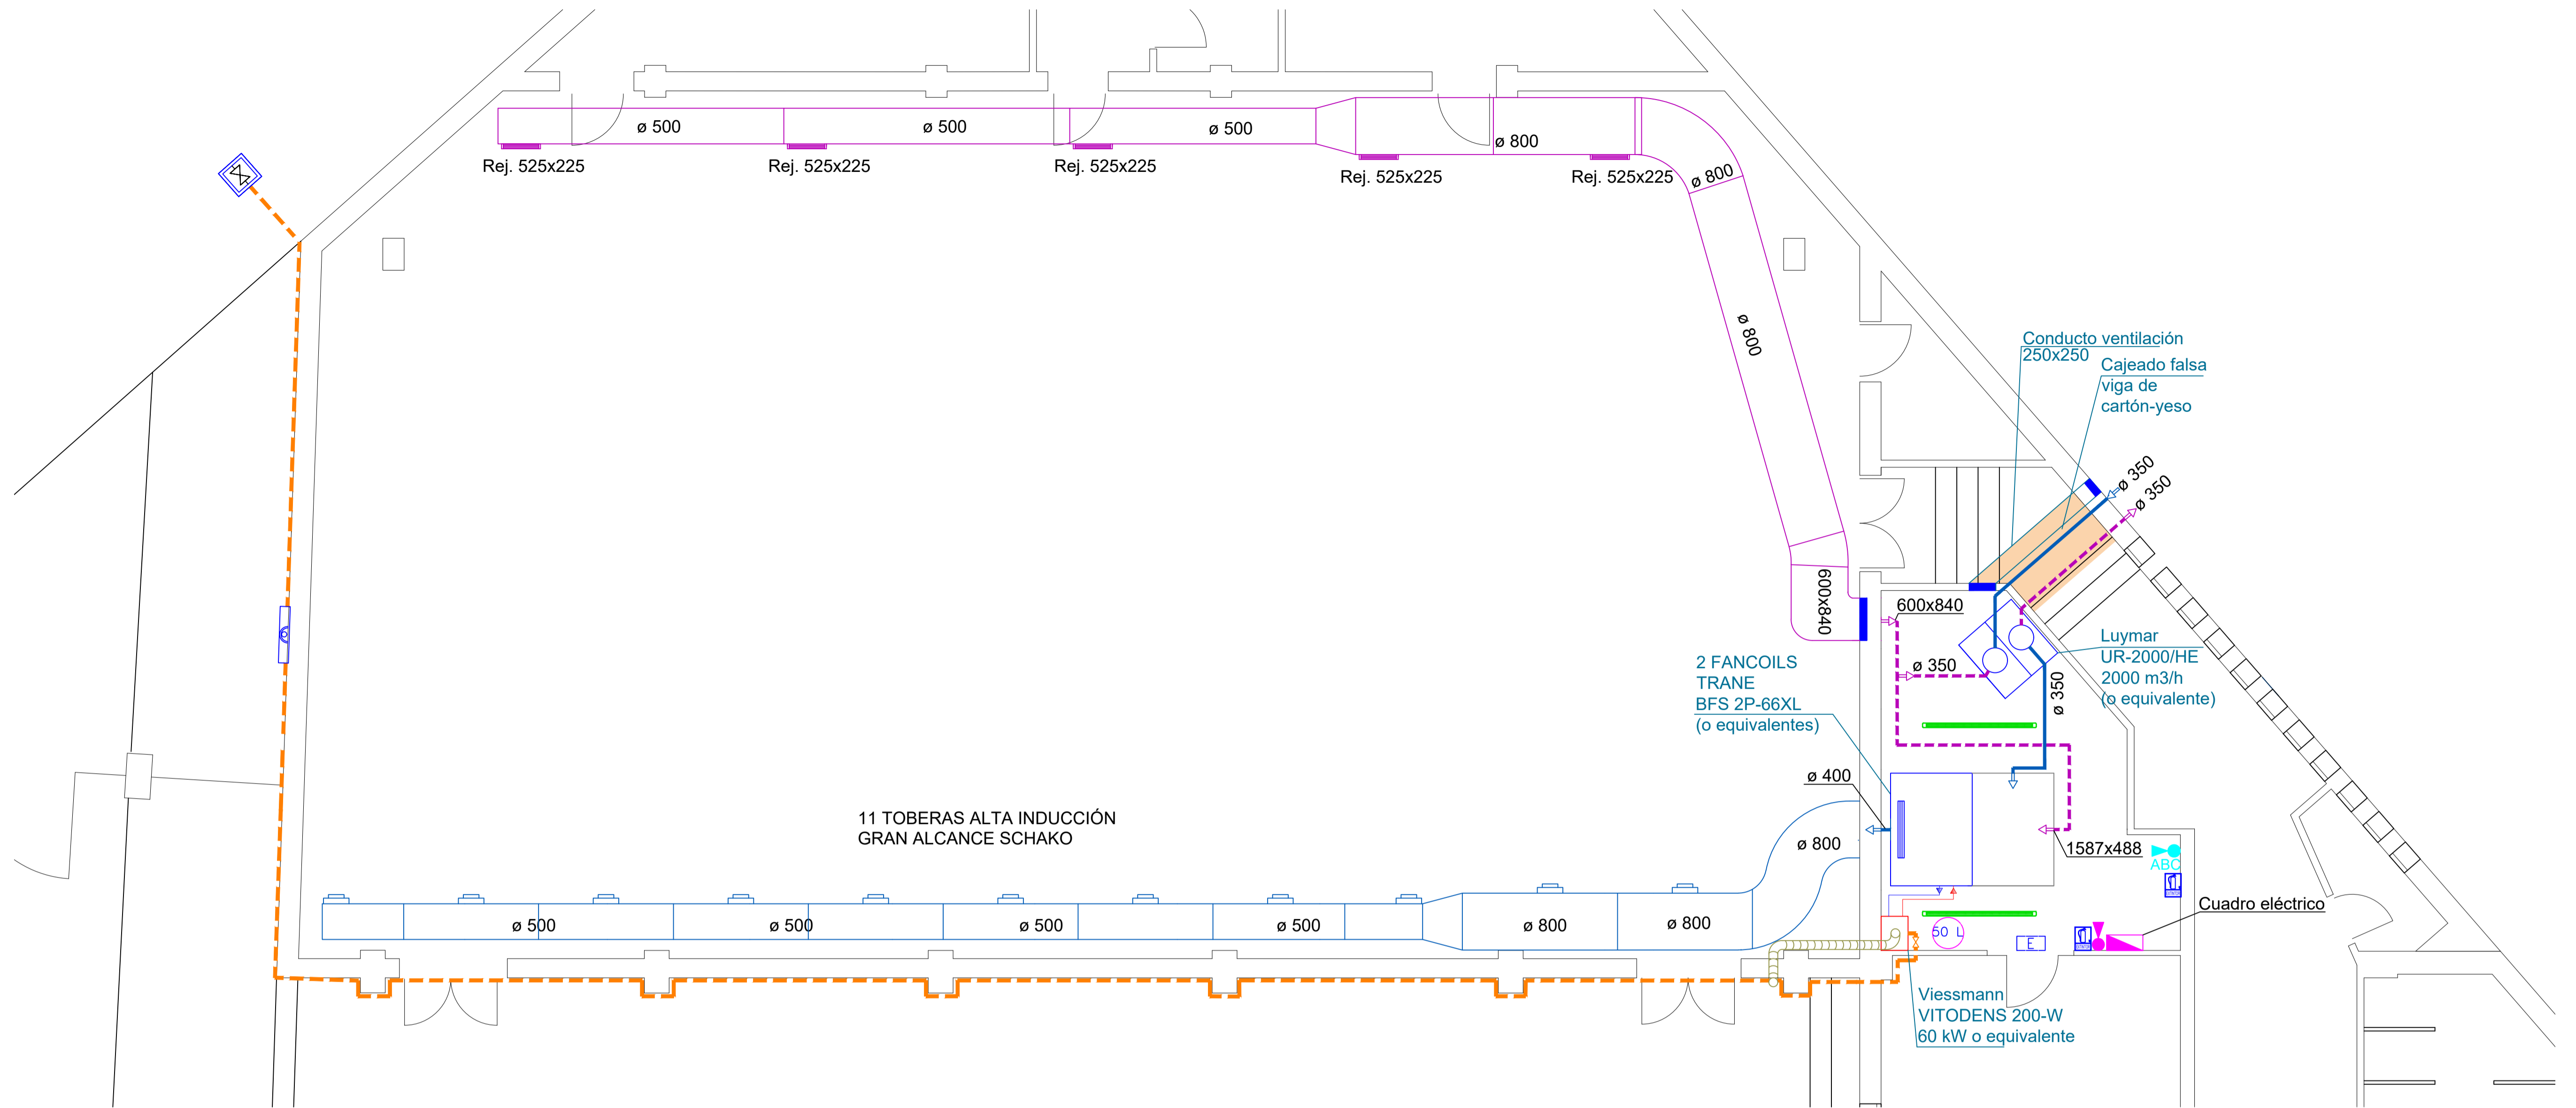 ø 500
ø 500
ø 500
ø 800
Rej. 525x225
Rej. 525x225
Rej. 525x225
Rej. 525x225
Rej. 525x225
ø 800
ø 800
Conducto ventilación
250x250
Cajeado falsa
viga de
cartón-yeso
ø 350
ø 350
600x840
600x840
ø 350
Luymar
UR-2000/HE
2000 m3/h
(o equivalente)
ø 350
2 FANCOILS
TRANE
BFS 2P-66XL
(o equivalentes)
ø 400
11 TOBERAS ALTA INDUCCIÓN
GRAN ALCANCE SCHAKO
ø 800
1587x488
ABC
Cuadro eléctrico
ø 500
ø 500
ø 500
ø 500
ø 800
ø 800
50 L
E
Viessmann
VITODENS 200-W
60 kW o equivalente